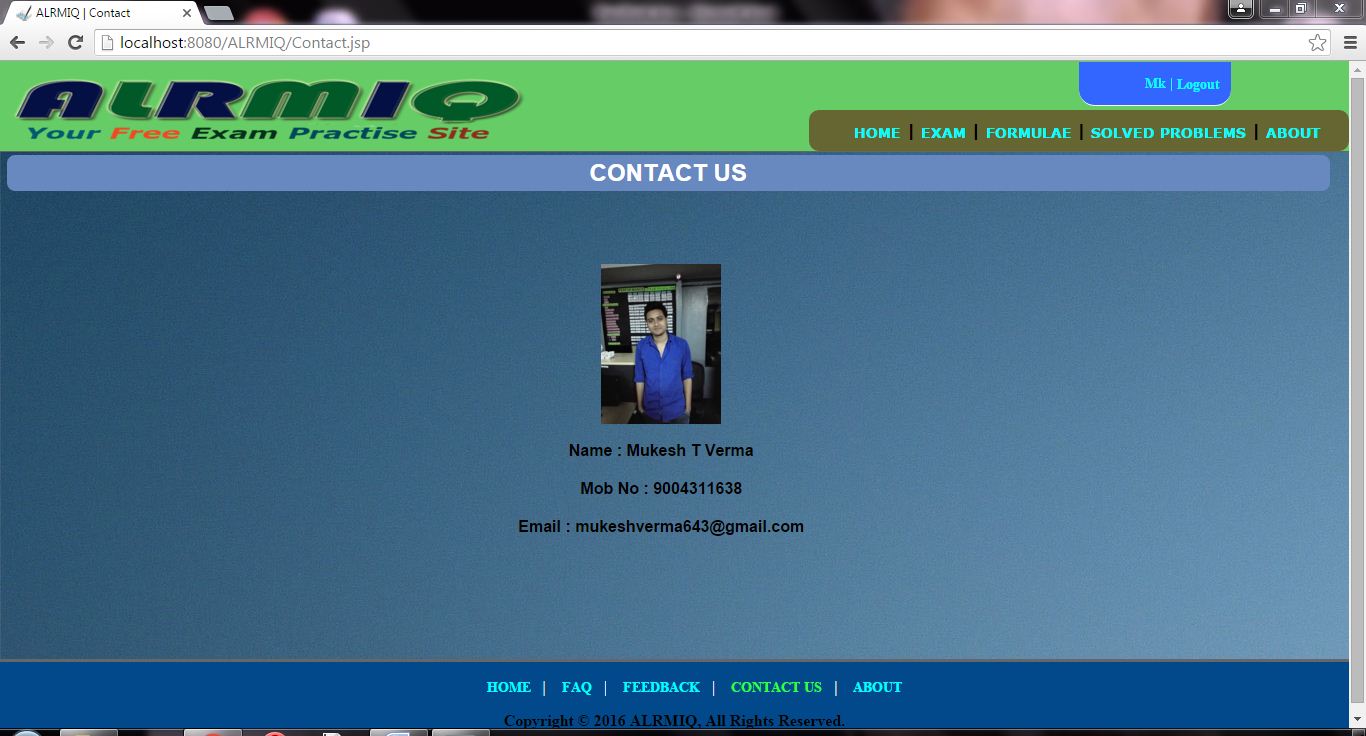 ALRMIQ | Contact
localhost:8080/ALRMIQ/Contact.jsp
ALRMIQ
Your Free Exam Practise Site
Mk | Logout
HOME | EXAM | FORMULAE | SOLVED PROBLEMS | ABOUT
CONTACT US
Name : Mukesh T Verma
Mob No : 9004311638
Email : mukeshverma643@gmail.com
HOME | FAQ | FEEDBACK | CONTACT US | ABOUT
Copyright © 2016 ALRMIQ, All Rights Reserved.